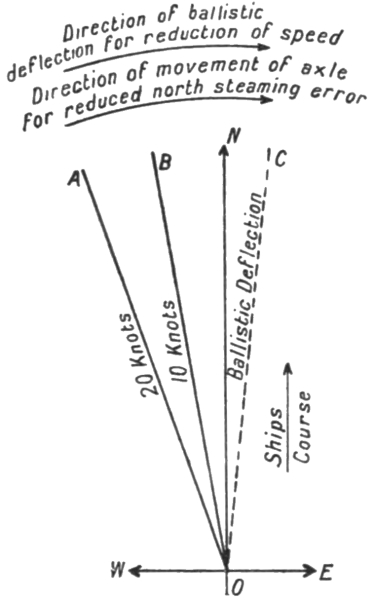 Direction of ballistic
deflection for reduction of speed
Direction of movement of axle
for reduced north steaming error
N
A
B
C
20 Knots
10 Knots
Ballistic Deflection
Ships
Course
W
E
O